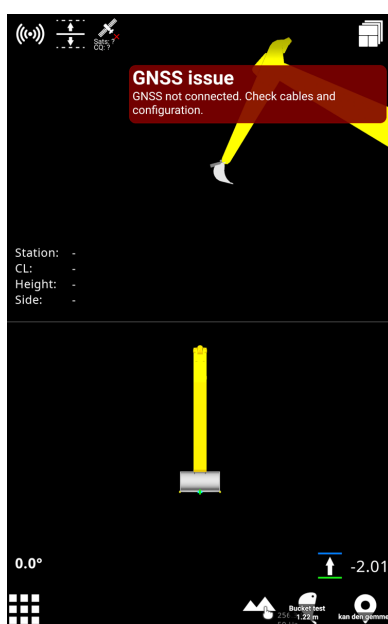 Sats: ?
CQ: ?
GNSS issue
GNSS not connected. Check cables and
configuration.
Station: -
CL: -
Height: -
Side: -
0.0°
-2.01
Bucket test
1.22 m
kan den gemme